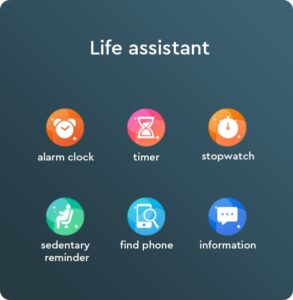 Life assistant
alarm clock
timer
stopwatch
sedentary
reminder
find phone
information